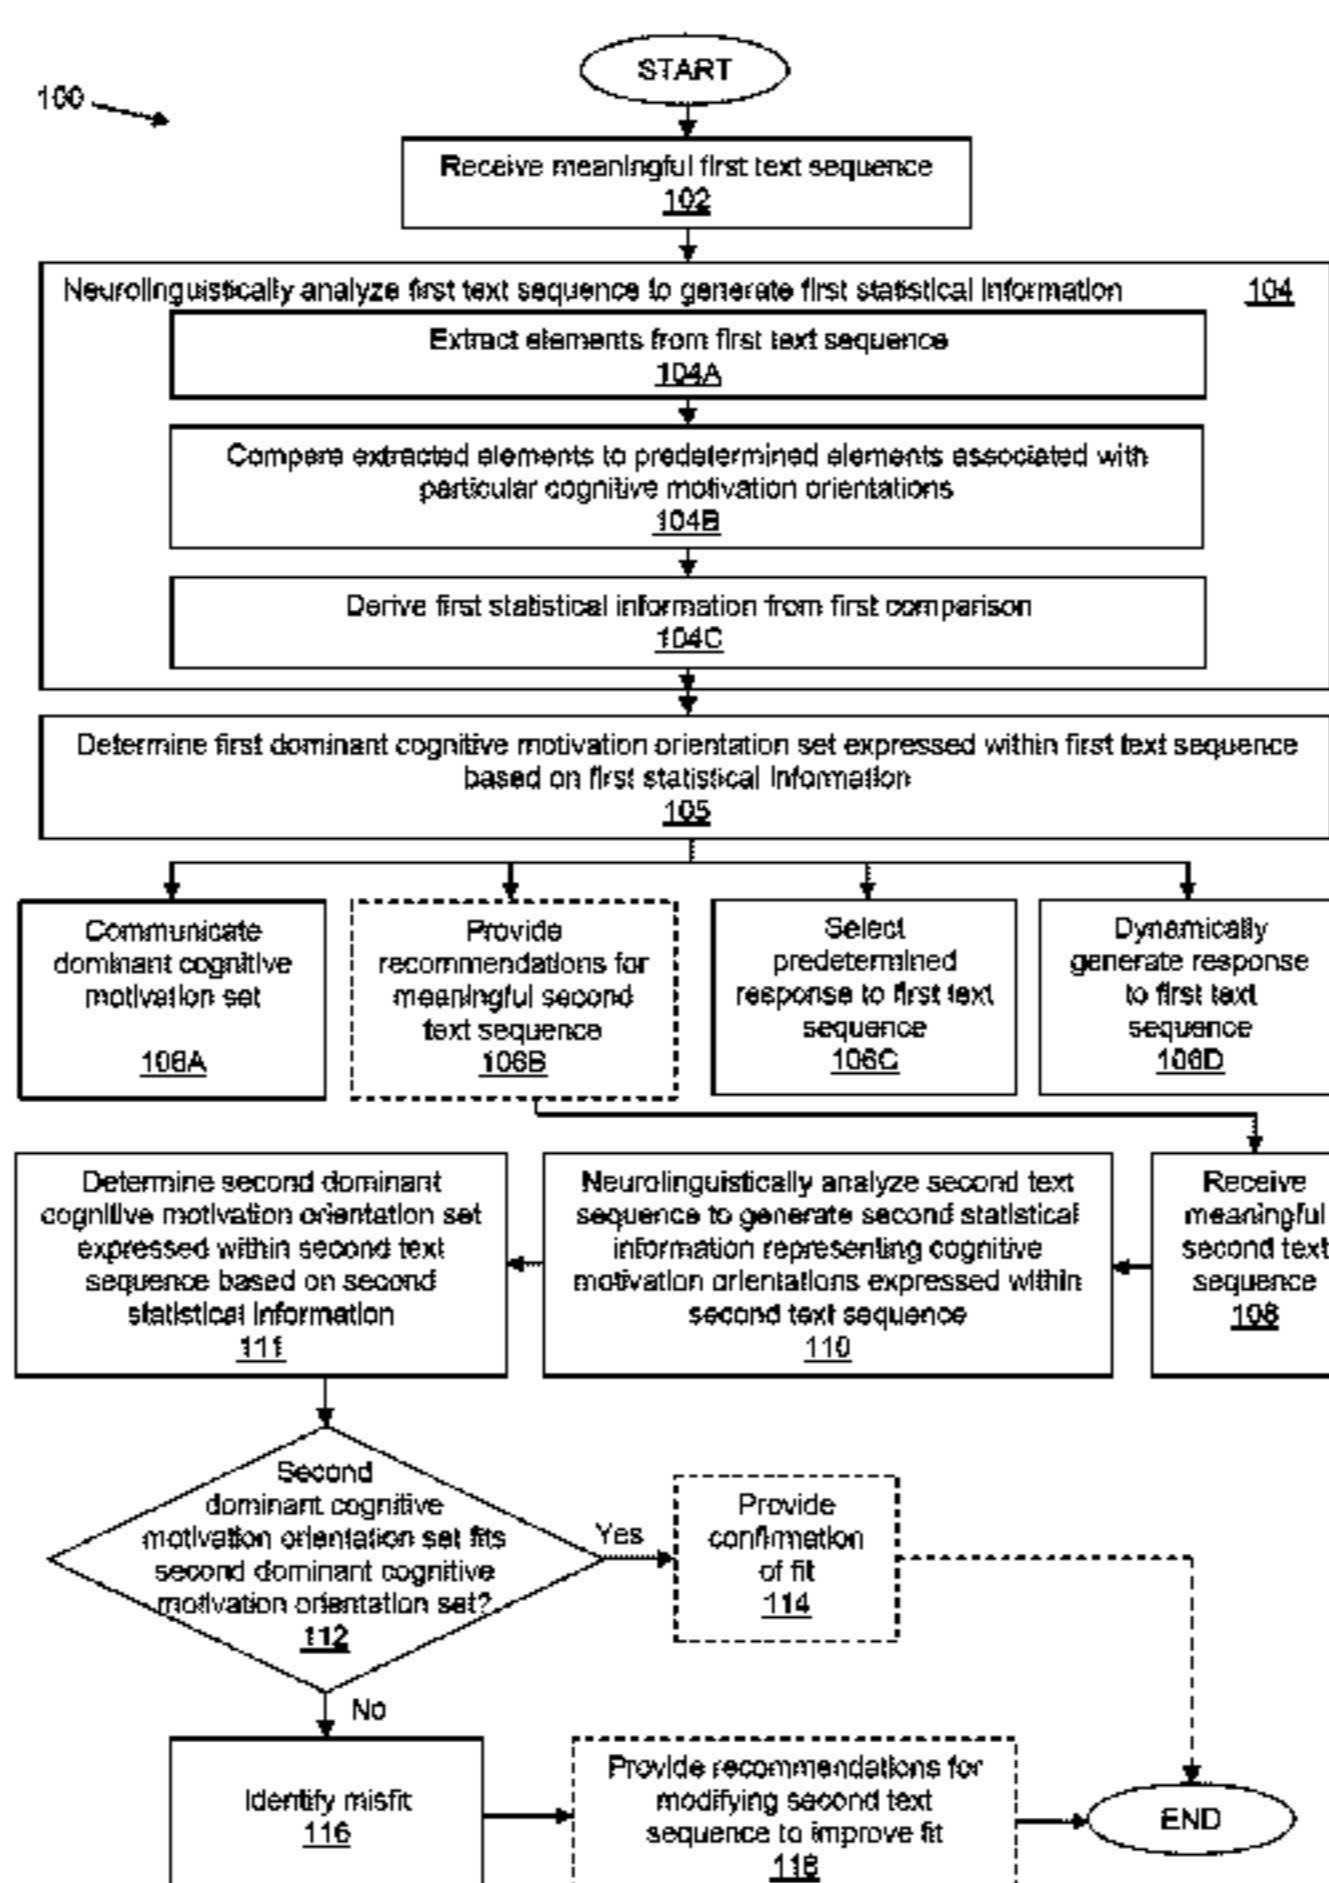 START
100
Receive meaningful first text sequence
102
Neurolinguistically analyze first text sequence to generate first statistical information 104
Extract elements from first text sequence
104A
Compare extracted elements to predetermined elements associated with
particular cognitive motivation orientations
104B
Derive first statistical information from first comparison
104C
Determine first dominant cognitive motivation orientation set expressed within first text sequence
based on first statistical information
105
Communicate
dominant cognitive
motivation set
106A
Provide
recommendations for
meaningful second
text sequence
106B
Select
predetermined
response to first text
sequence
106C
Dynamically
generate response
to first text
sequence
106D
Determine second dominant
cognitive motivation orientation set
expressed within second text
sequence based on second
statistical information
111
Neurolinguistically analyze second text
sequence to generate second statistical
information representing cognitive
motivation orientations expressed within
second text sequence
110
Receive
meaningful
second text
sequence
108
Second
dominant cognitive
motivation orientation set fits
second dominant cognitive
motivation orientation set?
112
Yes
Provide
confirmation
of fit
114
No
Identify misfit
116
Provide recommendations for
modifying second text
sequence to improve fit
118
END